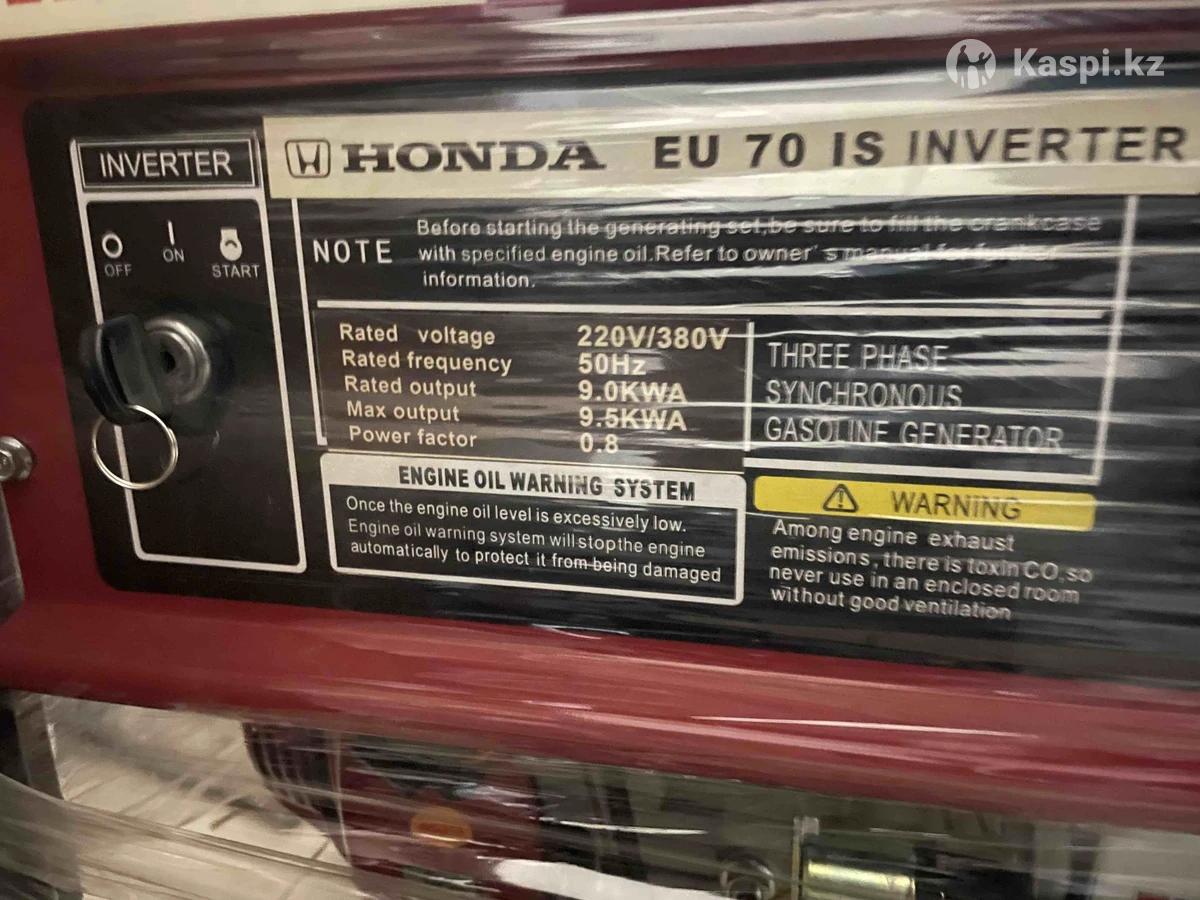 Kaspi.kz
INVERTER
HONDA EU 70 IS INVERTER
OFF
ON
START
NOTE
Before starting the generating set,be sure to fill the crankcase
with specified engine oil.Refer to owner's manual for further
information.
Rated voltage 220V/380V
Rated frequency 50Hz
Rated output 9.0KWA
Max output 9.5KWA
Power factor 0.8
THREE PHASE
SYNCHRONOUS
GASOLINE GENERATOR
ENGINE OIL WARNING SYSTEM
Once the engine oil level is excessively low.
Engine oil warning system willstopthe engine
automatically to protect it from being damaged
WARNING
Among engine exhaust
emissions, there is toxinCO,so
never use in an enclosed room
without good ventilation